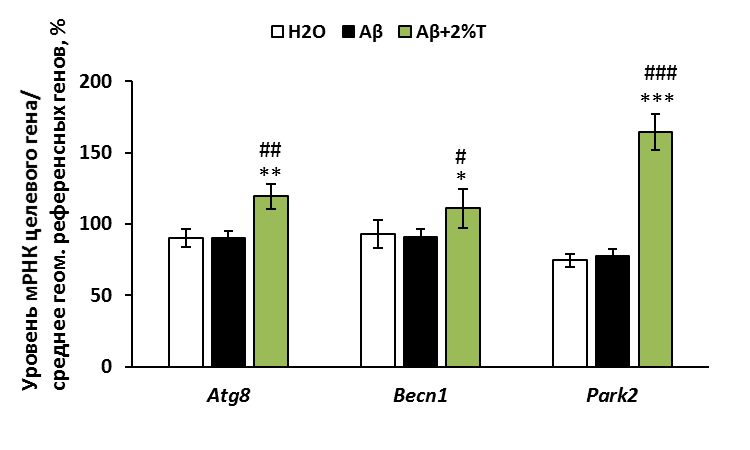 H2O Aβ Aβ+2%T
Уровень мРНК целевого гена/
среднее геом. референсных генов, %
200
150
100
50
0
##
**
#
*
###
***
Atg8 Becn1 Park2